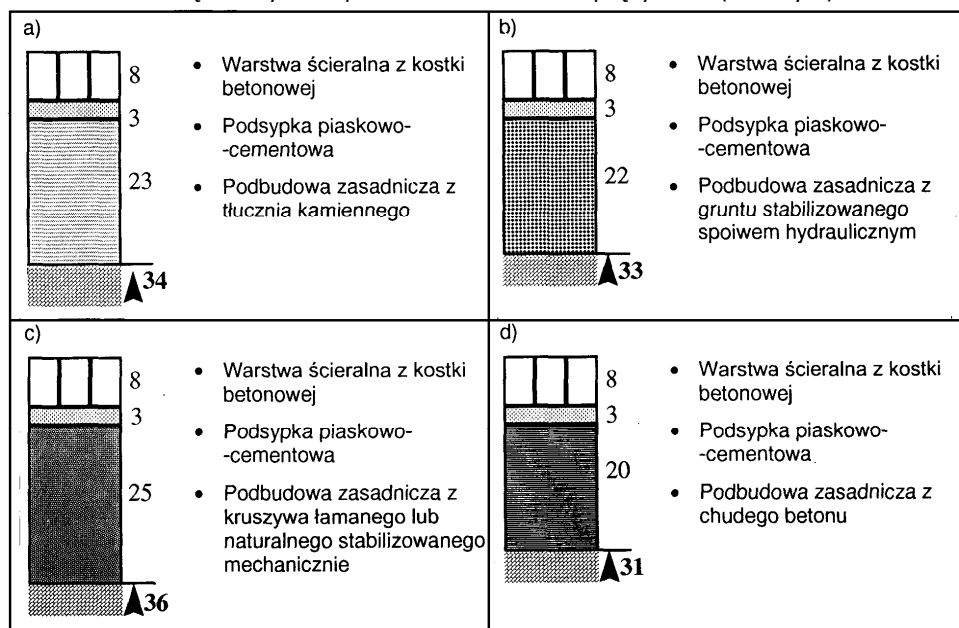 a)
8
3
23
34
• Warstwa ścieralna z kostki
betonowej
• Podsypka piaskowo-
-cementowa
• Podbudowa zasadnicza z
tłucznia kamiennego
b)
8
3
22
33
• Warstwa ścieralna z kostki
betonowej
• Podsypka piaskowo-
-cementowa
• Podbudowa zasadnicza z
gruntu stabilizowanego
spoiwem hydraulicznym
c)
8
3
25
36
• Warstwa ścieralna z kostki
betonowej
• Podsypka piaskowo-
-cementowa
• Podbudowa zasadnicza z
kruszywa łamanego lub
naturalnego stabilizowanego
mechanicznie
d)
8
3
20
31
• Warstwa ścieralna z kostki
betonowej
• Podsypka piaskowo-
-cementowa
• Podbudowa zasadnicza z
chudego betonu